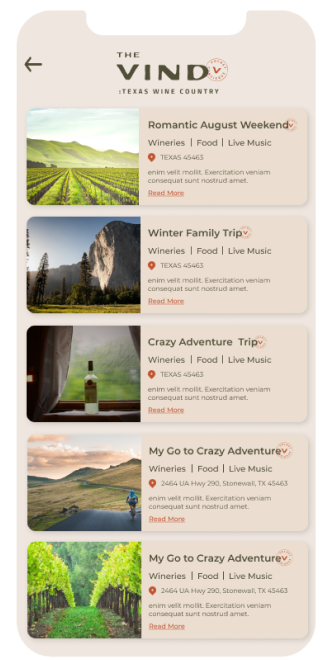 THE
VIND
TEXAS WINE COUNTRY
Romantic August Weekend
Wineries | Food | Live Music
TEXAS 45463
enim velit mollit. Exercitation veniam
consequat sunt nostrud amet.
Read More
Winter Family Trip
Wineries | Food | Live Music
TEXAS 45463
enim velit mollit. Exercitation veniam
consequat sunt nostrud amet.
Read More
Crazy Adventure Trip
Wineries | Food | Live Music
TEXAS 45463
enim velit mollit. Exercitation veniam
consequat sunt nostrud amet.
Read More
My Go to Crazy Adventure
Wineries | Food | Live Music
2464 UA Hwy 290, Stonewell, TX 45463
enim velit mollit. Exercitation veniam
consequat sunt nostrud amet.
Read More
My Go to Crazy Adventure
Wineries | Food | Live Music
2464 UA Hwy 290, Stonewell, TX 45463
enim velit mollit. Exercitation veniam
consequat sunt nostrud amet.
Read More